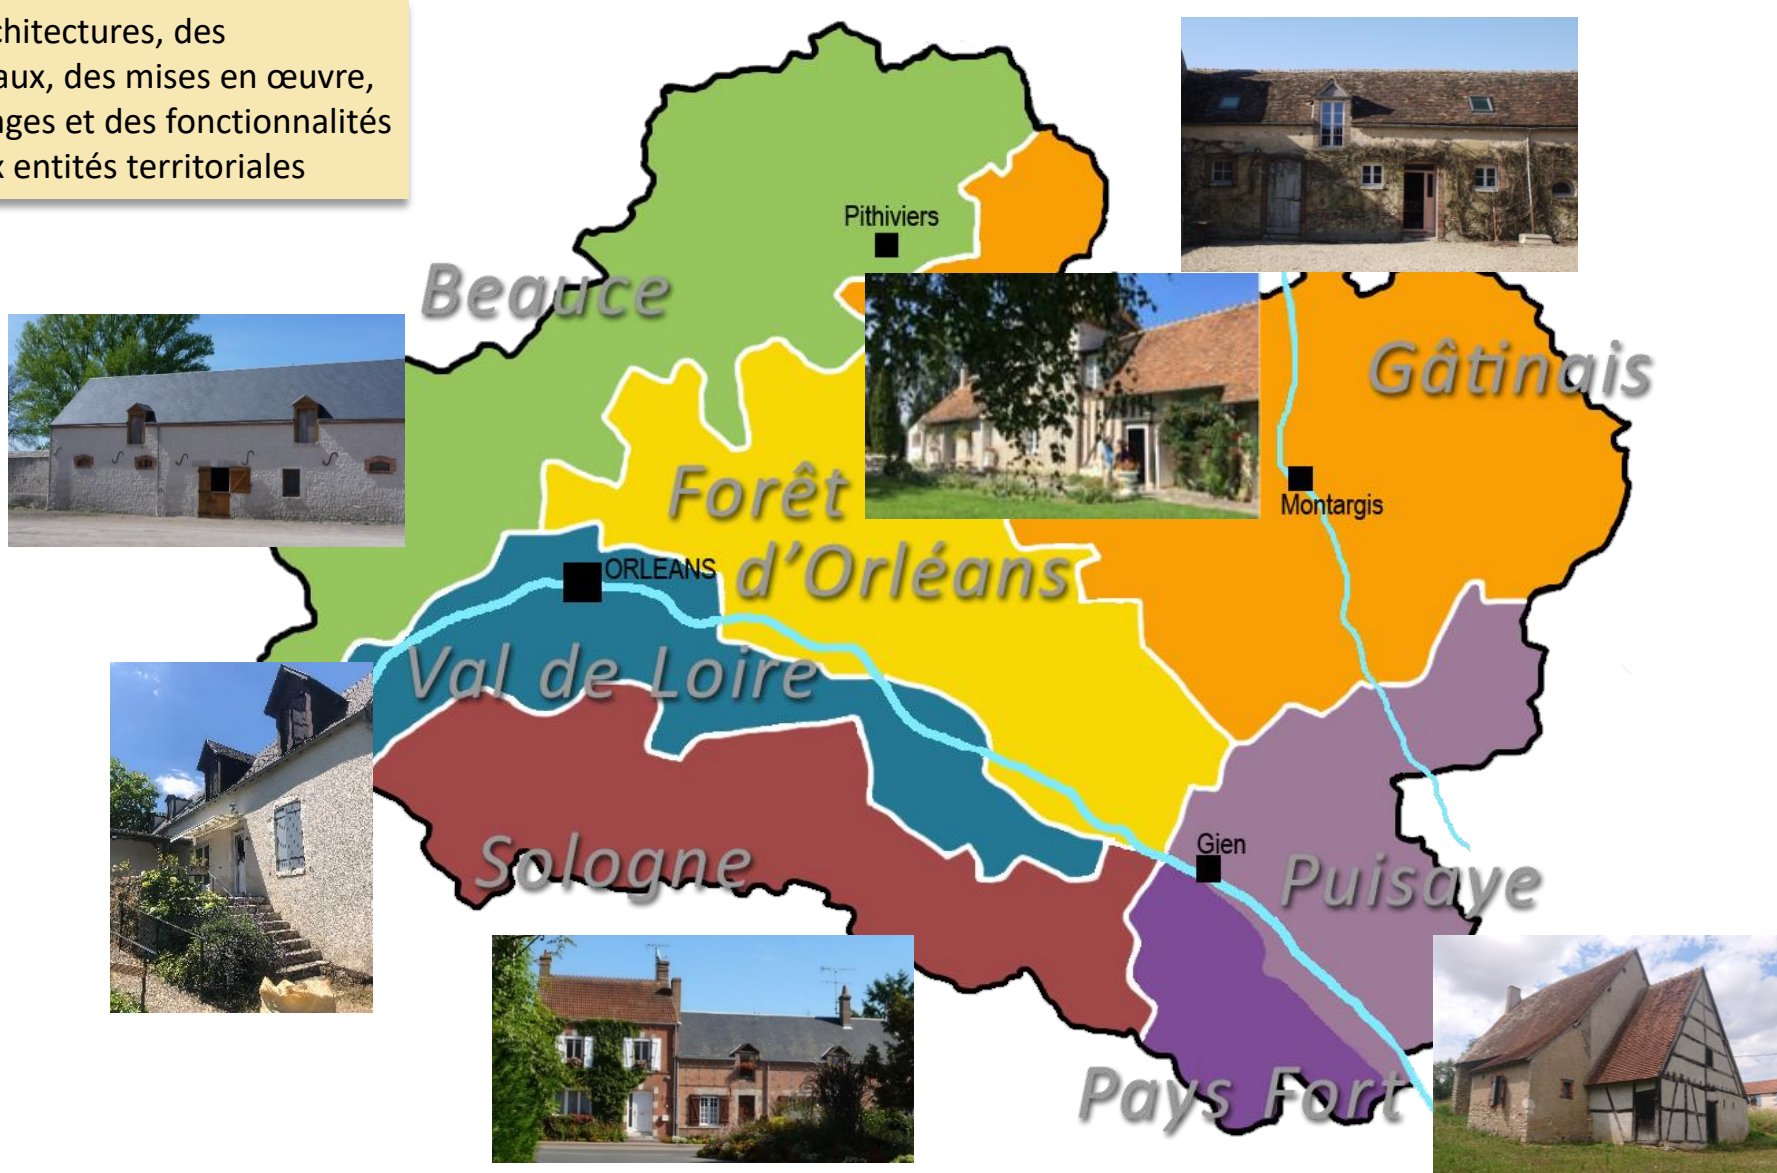 chitectures, des
aux, des mises en œuvre,
ages et des fonctionnalités
x entités territoriales
Pithiviers
Beauce
Gâtinais
Forêt
Montargis
d'Orléans
ORLEANS
Val de Loire
Gien
Sologne
Puisaye
Pays Fort